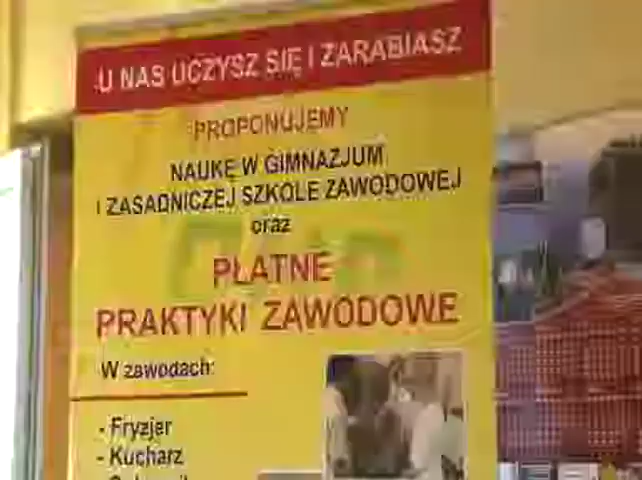 U NAS UCZYSZ SIĘ I ZARABIASZ
PROPONUJEMY
NAUKĘ W GIMNAZJUM
I ZASADNICZEJ SZKOLE ZAWODOWEJ
oraz
PŁATNE
PRAKTYKI ZAWODOWE
W zawodach:
- Fryzjer
- Kucharz